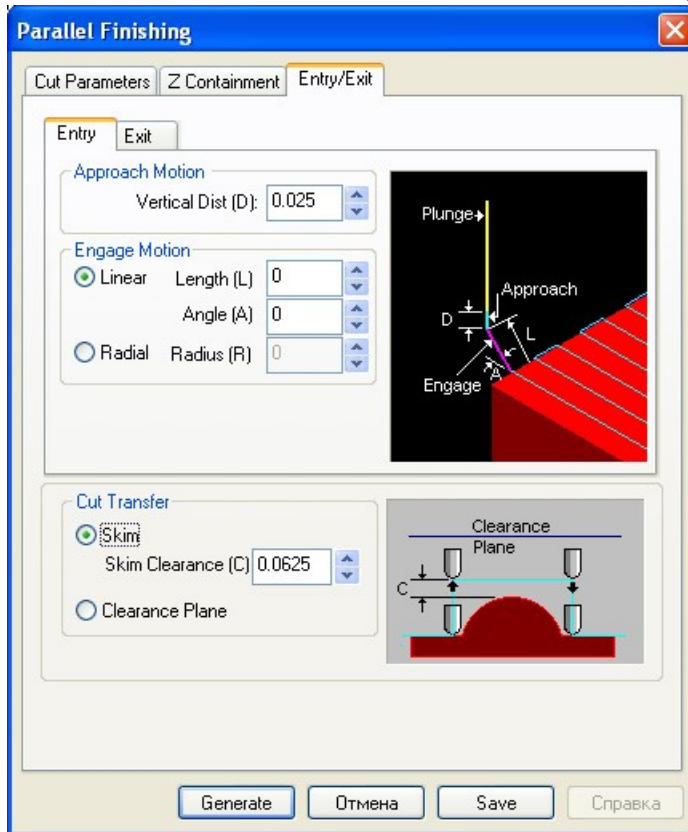 Parallel Finishing
Cut Parameters Z Containment Entry/Exit
Entry Exit
Approach Motion
Vertical Dist (D): 0.025
Engage Motion
Linear Length (L) 0
Angle (A) 0
Radial Radius (R) 0
Plunge
Approach
D
L
A
Engage
Cut Transfer
Skim
Skim Clearance (C) 0.0625
Clearance Plane
Clearance
Plane
C
Generate Отмена Save Справка